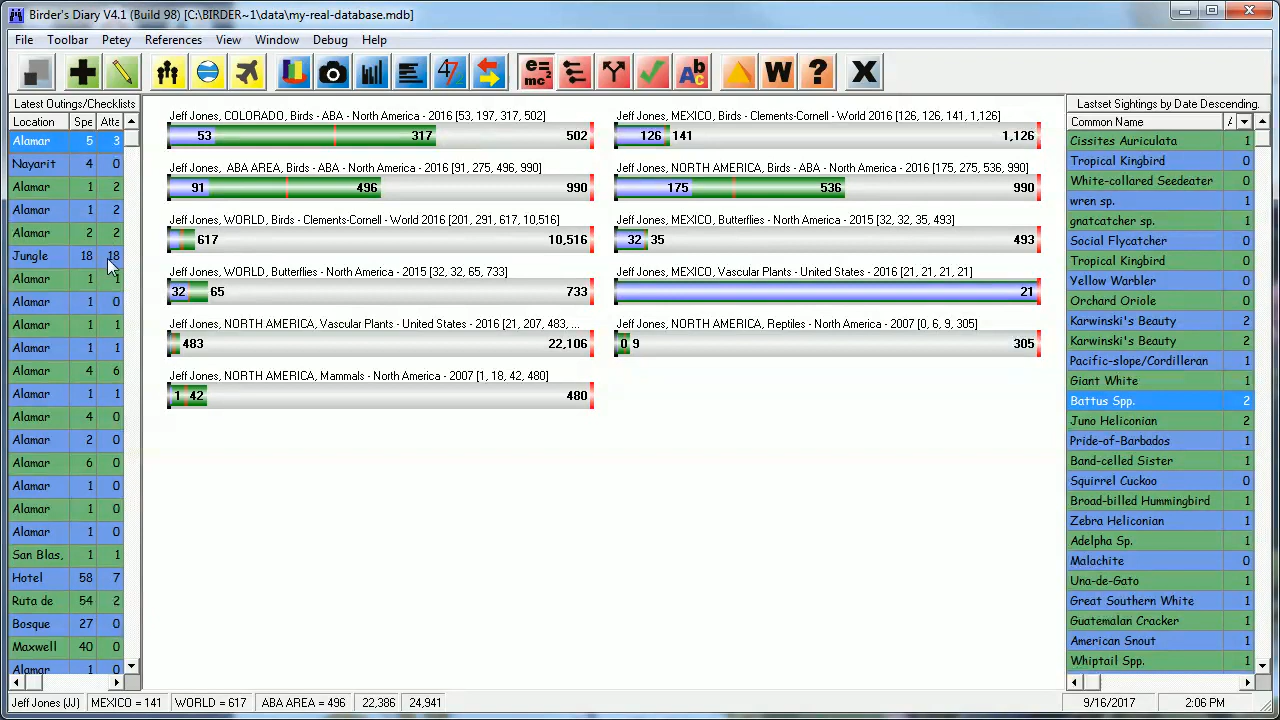 Birder's Diary V4.1 (Build 98) [C:\BIRDER~1\data\my-real-database.mdb]
File Toolbar Petey References View Window Debug Help
47 e= mc² W Ab c ? X
Latest Outings/Checklists
Location Spe Atta
Alamar 5 3
Nayarit 4 0
Alamar 1 2
Alamar 1 2
Alamar 2 2
Jungle 18 18
Alamar 1 1
Alamar 1 0
Alamar 1 1
Alamar 1 1
Alamar 4 6
Alamar 1 1
Alamar 4 0
Alamar 2 0
Alamar 6 0
Alamar 1 0
Alamar 1 0
Alamar 1 0
San Blas, 1 1
Hotel 58 7
Ruta de 54 2
Bosque 27 0
Maxwell 40 0
Alamar 1 0
Jeff Jones, COLORADO, Birds - ABA - 2016 [53, 197, 317, 502]
53 317 502
Jeff Jones, MEXICO, Birds - Clements-Cornell - World 2016 [126, 126, 141, 1,126]
126 141 1,126
Jeff Jones, ABA AREA, Birds - ABA - North America - 2016 [91, 275, 496, 990]
91 496 990
Jeff Jones, NORTH AMERICA, Birds - ABA - North America - 2016 [175, 275, 536, 990]
175 536 990
Jeff Jones, WORLD, Birds - Clements-Cornell - World 2016 [201, 291, 617, 10,516]
617 10,516
Jeff Jones, MEXICO, Butterflies - North America - 2015 [32, 32, 35, 493]
32 35 493
Jeff Jones, WORLD, Butterflies - North America - 2015 [32, 32, 65, 733]
32 65 733
Jeff Jones, MEXICO, Vascular Plants - United States - 2016 [21, 21, 21, 21]
21
Jeff Jones, NORTH AMERICA, Vascular Plants - United States - 2016 [21, 207, 483, ...
483 22,106
Jeff Jones, NORTH AMERICA, Reptiles - North America - 2007 [0, 6, 9, 305]
0 9 305
Jeff Jones, NORTH AMERICA, Mammals - North America - 2007 [1, 18, 42, 480]
1 42 480
Lastset Sightings by Date Descending.
Common Name
Cissites Auriculata 1
Tropical Kingbird 0
White-collared Seedeater 0
wren sp. 1
gnatcatcher sp. 1
Social Flycatcher 0
Tropical Kingbird 1
Yellow Warbler 0
Orchard Oriole 0
Karwinski's Beauty 2
Karwinski's Beauty 2
Pacific-slope/Cordilleran 1
Giant White 1
Battus Spp. 2
Juno Heliconian 2
Pride-of-Barbados 1
Band-celled Sister 1
Squirrel Cuckoo 0
Broad-billed Hummingbird 1
Zebra Heliconian 1
Adelpha Sp. 1
Malachite 0
Una-de-Gato 1
Great Southern White 1
Guatemalan Cracker 1
American Snout 1
Whiptail Spp. 1
Jeff Jones (JJ) MEXICO = 141 WORLD = 617 ABA AREA = 496 22,386 24,941 9/16/2017 2:06 PM